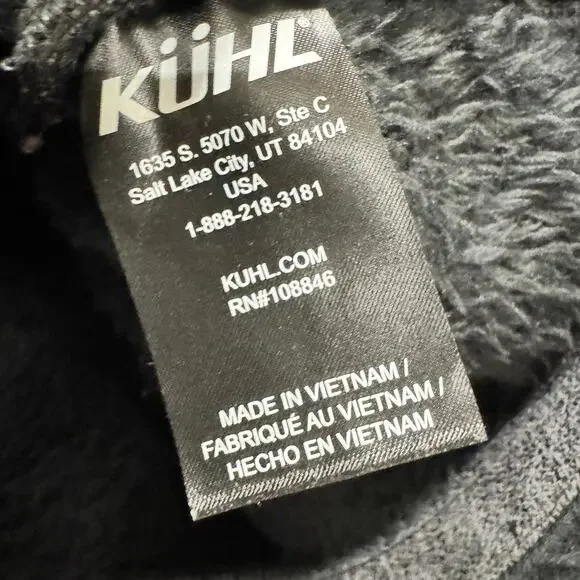 KÜHL
1635 S. 5070 W, Ste C
Salt Lake City, UT 84104
USA
1-888-218-3181
KUHL.COM
RN#108846
MADE IN VIETNAM /
FABRIQUÉ AU VIETNAM /
HECHO EN VIETNAM